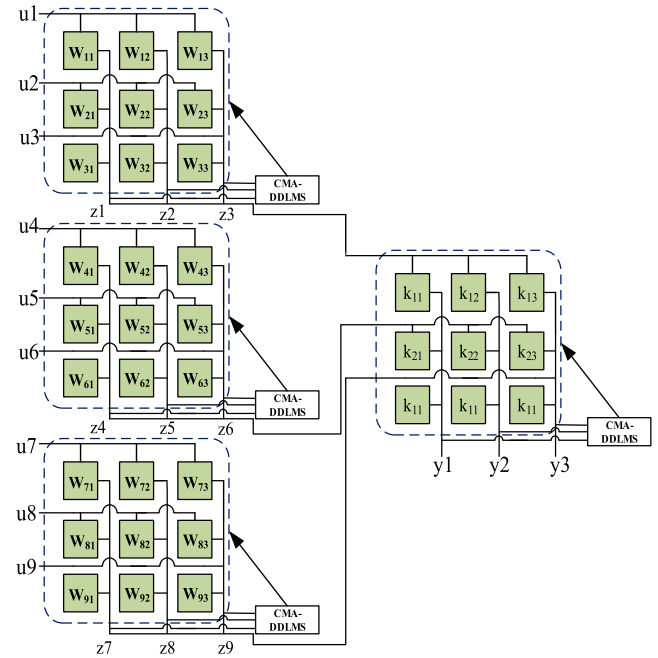 u1
W11 W12 W13
u2
W21 W22 W23
u3
W31 W32 W33
CMA-
DDLMS
z1 z2 z3
u4
W41 W42 W43
u5
W51 W52 W53
u6
W61 W62 W63
CMA-
DDLMS
z4 z5 z6
u7
W71 W72 W73
u8
W81 W82 W83
u9
W91 W92 W93
CMA-
DDLMS
z7 z8 z9
k11 k12 k13
k21 k22 k23
k11 k11 k11
CMA-
DDLMS
y1 y2 y3